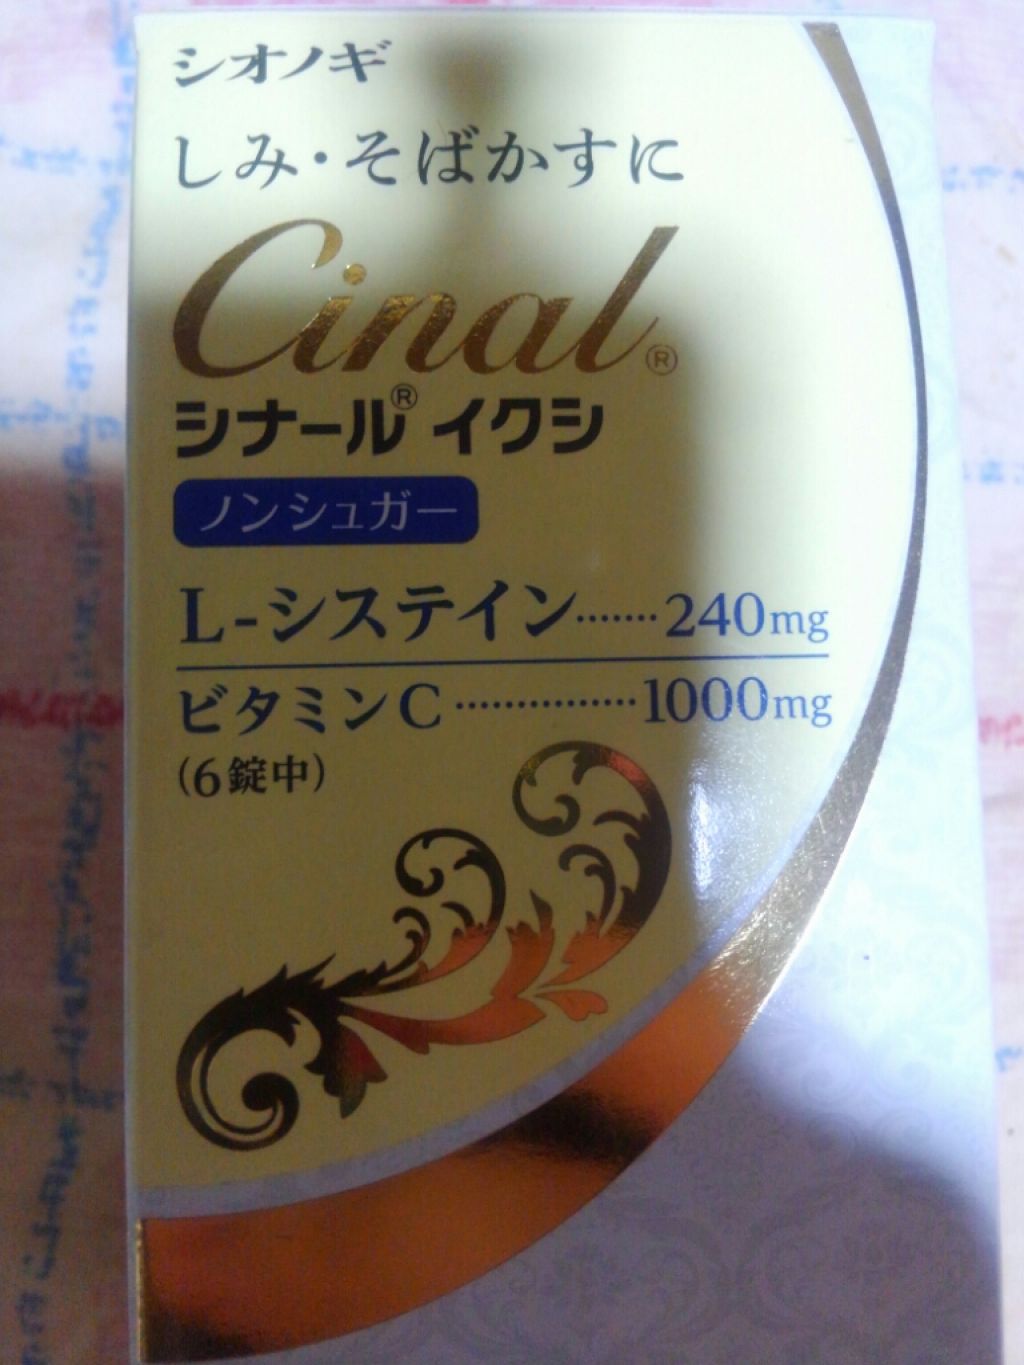 シオノギ
しみ・そばかすに
Cinal®
シナール® イクシ
ノンシュガー
L-システイン·······240mg
ビタミンC···············1000mg
(6錠中)